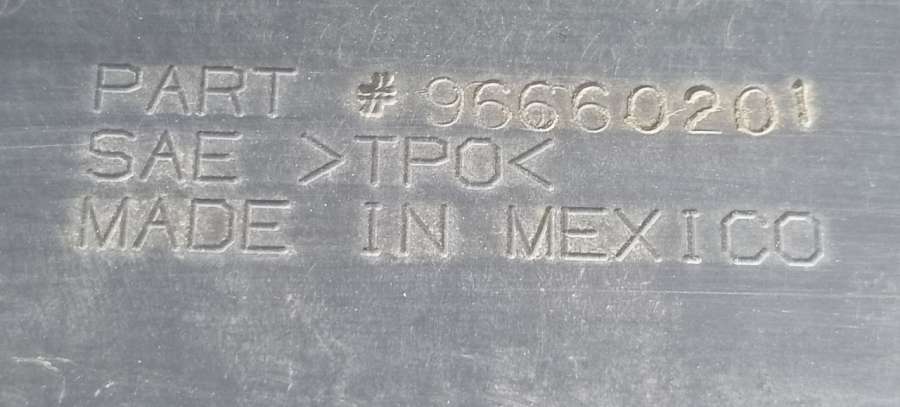 PART #96660201
SAE >TPO<
MADE IN MEXICO